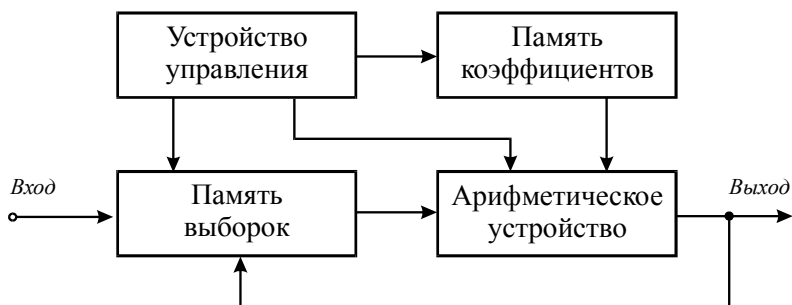 Устройство
управления
Память
коэффициентов
Вход
Память
выборок
Арифметическое
устройство
Выход